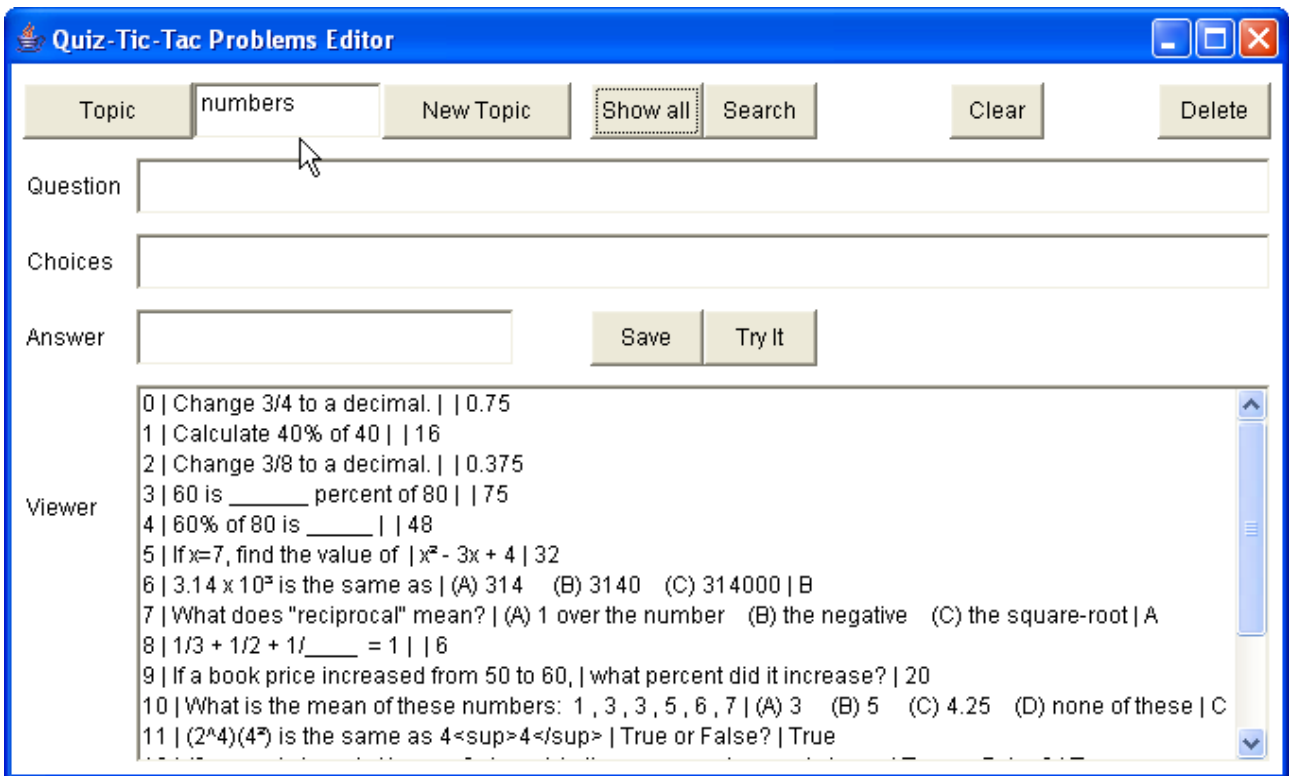 Quiz-Tic-Tac Problems Editor
Topic numbers New Topic Show all Search Clear Delete
Question
Choices
Answer Save Try It
Viewer
0 | Change 3/4 to a decimal. | | 0.75
1 | Calculate 40% of 40 | | 16
2 | Change 3/8 to a decimal. | | 0.375
3 | 60 is _______ percent of 80 | | 75
4 | 60% of 80 is ______ | | 48
5 | If x=7, find the value of | x² - 3x + 4 | 32
6 | 3.14 x 10³ is the same as | (A) 314 (B) 3140 (C) 314000 | B
7 | What does "reciprocal" mean? | (A) 1 over the number (B) the negative (C) the square-root | A
8 | 1/3 + 1/2 + 1/_____ = 1 | | 6
9 | If a book price increased from 50 to 60, | what percent did it increase? | 20
10 | What is the mean of these numbers: 1 , 3 , 3 , 5 , 6 , 7 | (A) 3 (B) 5 (C) 4.25 (D) none of these | C
11 | (2^4)(4²) is the same as 4<sup>4</sup> | True or False? | True